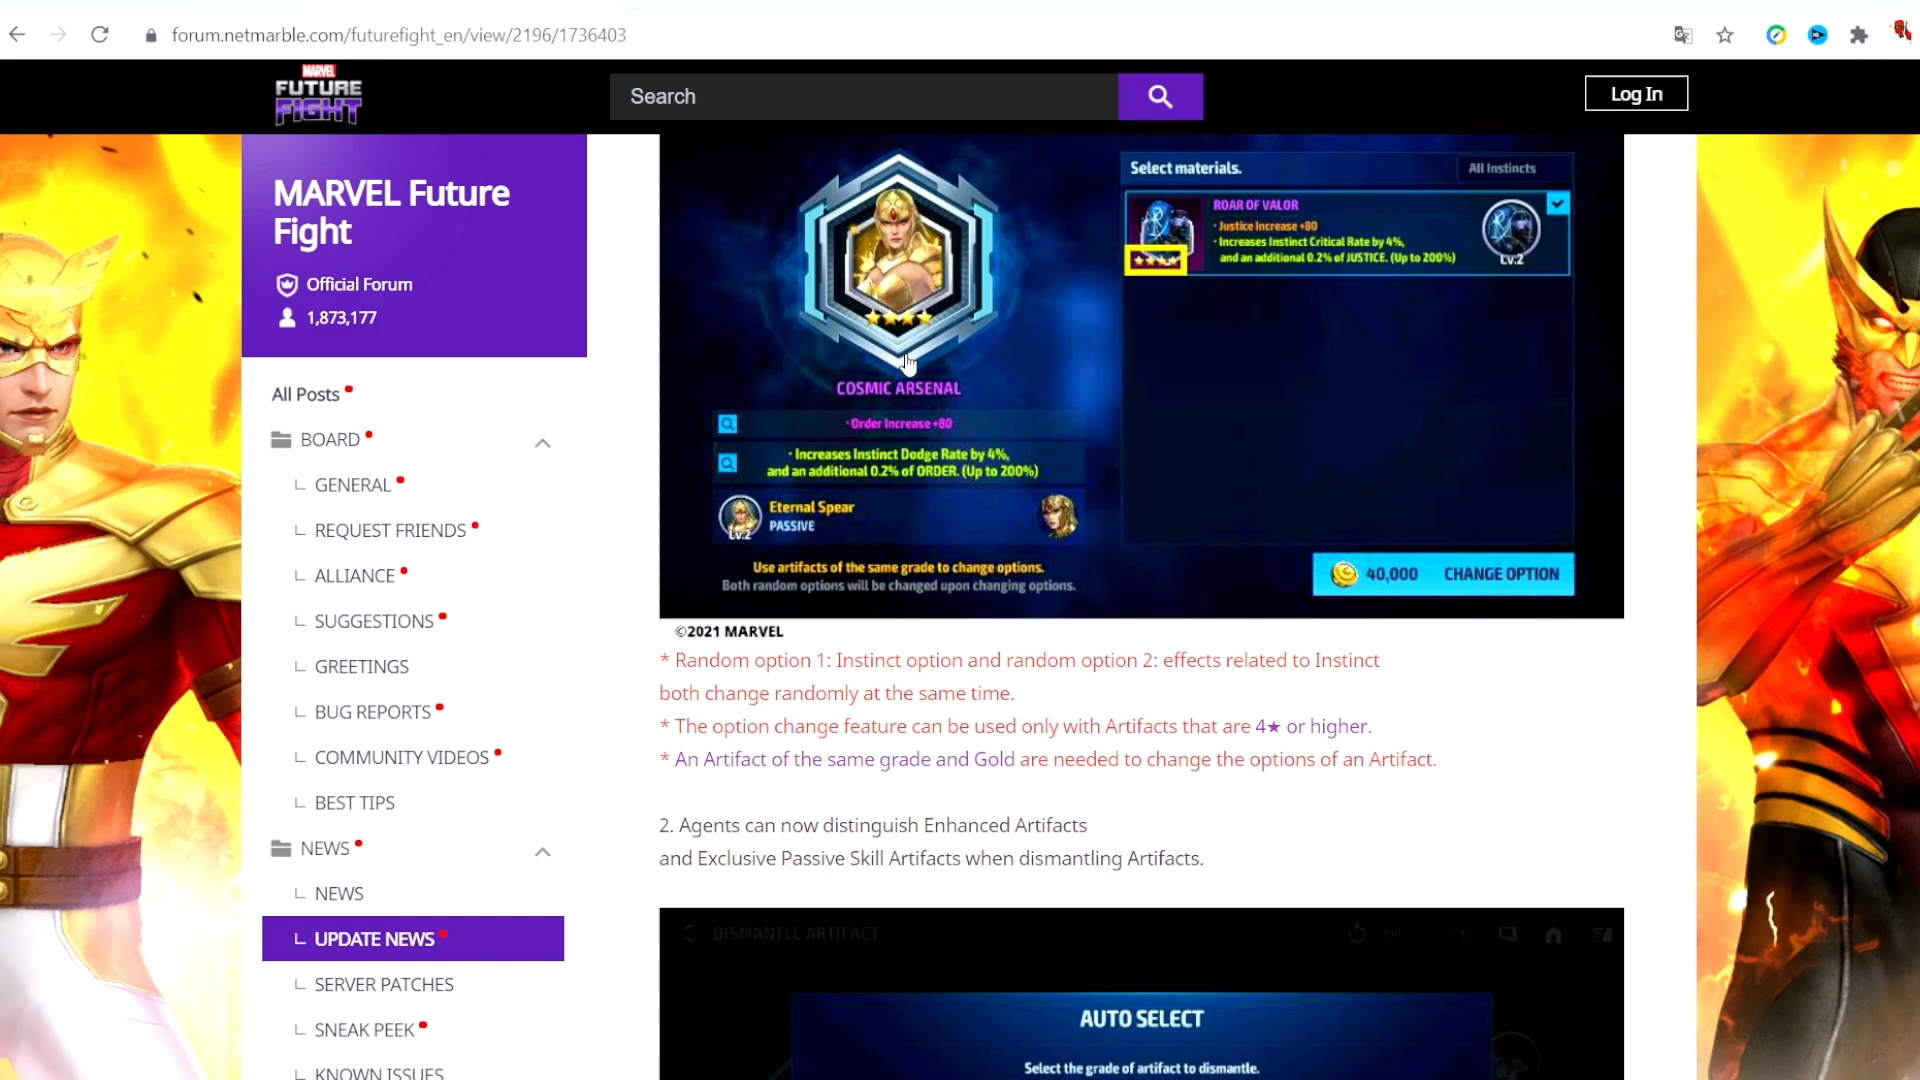 forum.netmarble.com/futurefight_en/view/2196/1736403
MARVEL
FUTURE
FIGHT
Search
Log In
MARVEL Future
Fight
Official Forum
1,873,177
All Posts
BOARD
GENERAL
REQUEST FRIENDS
ALLIANCE
SUGGESTIONS
GREETINGS
BUG REPORTS
COMMUNITY VIDEOS
BEST TIPS
NEWS
NEWS
UPDATE NEWS
SERVER PATCHES
SNEAK PEEK
KNOWN ISSUES
COSMIC ARSENAL
· Order Increase +80
· Increases Instinct Dodge Rate by 4%,
and an additional 0.2% of ORDER. (Up to 200%)
Lv.2
Eternal Spear
PASSIVE
Use artifacts of the same grade to change options.
Both random options will be changed upon changing options.
Select materials.
All Instincts
ROAR OF VALOR
· Justice Increase +80
· Increases Instinct Critical Rate by 4%,
and an additional 0.2% of JUSTICE. (Up to 200%)
Lv.2
40,000 CHANGE OPTION
©2021 MARVEL
* Random option 1: Instinct option and random option 2: effects related to Instinct
both change randomly at the same time.
* The option change feature can be used only with Artifacts that are 4★ or higher.
* An Artifact of the same grade and Gold are needed to change the options of an Artifact.
2. Agents can now distinguish Enhanced Artifacts
and Exclusive Passive Skill Artifacts when dismantling Artifacts.
DISMANTLE ARTIFACT
AUTO SELECT
Select the grade of artifact to dismantle.